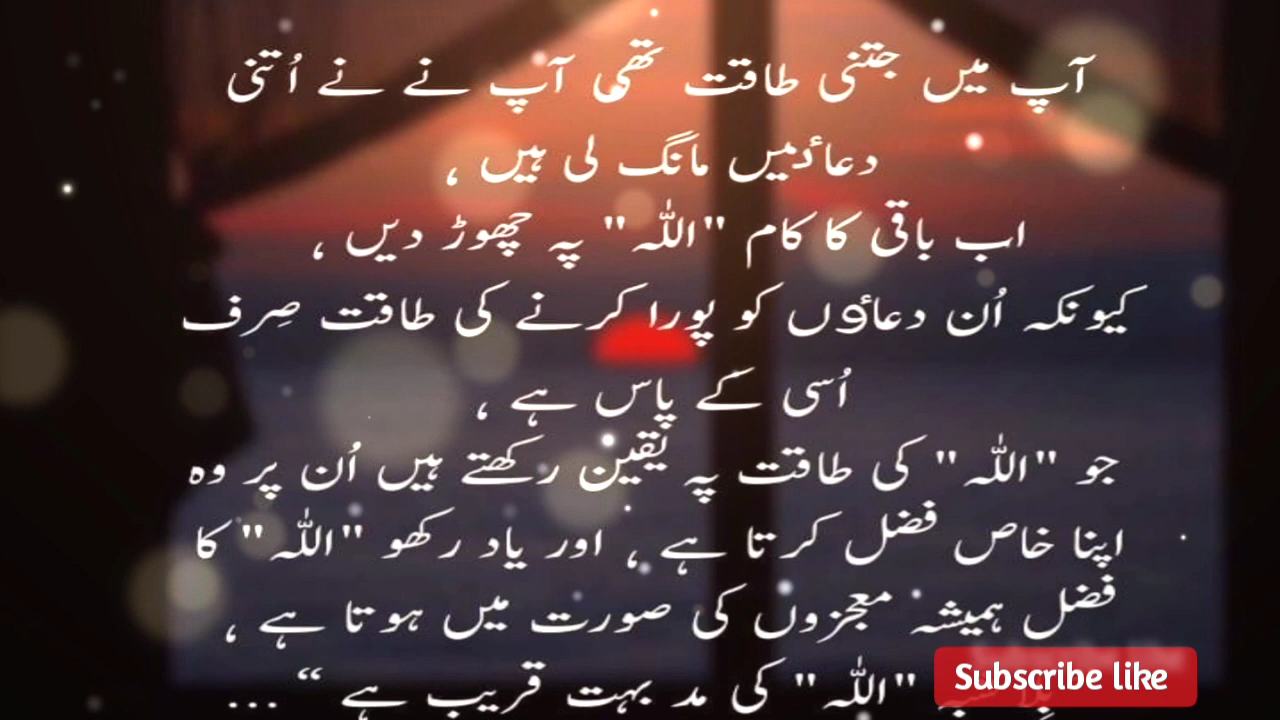 آپ میں جتنی طاقت تھی آپ نے نے اُتنی
دعائیں مانگ لی ہیں ,
اب باقی کا کام "اللّٰہ" پہ چھوڑ دیں ,
کیونکہ اُن دعاؤں کو پورا کرنے کی طاقت صِرف
اُسی کے پاس ہے ,
جو "اللّٰہ" کی طاقت پہ یقین رکھتے ہیں اُن پر وہ
اپنا خاص فضل کرتا ہے , اور یاد رکھو "اللّٰہ" کا
فضل ہمیشہ معجزوں کی صورت میں ہوتا ہے ,
"اللّٰہ" کی مدد بہت قریب ہے “ ...
Subscribe like